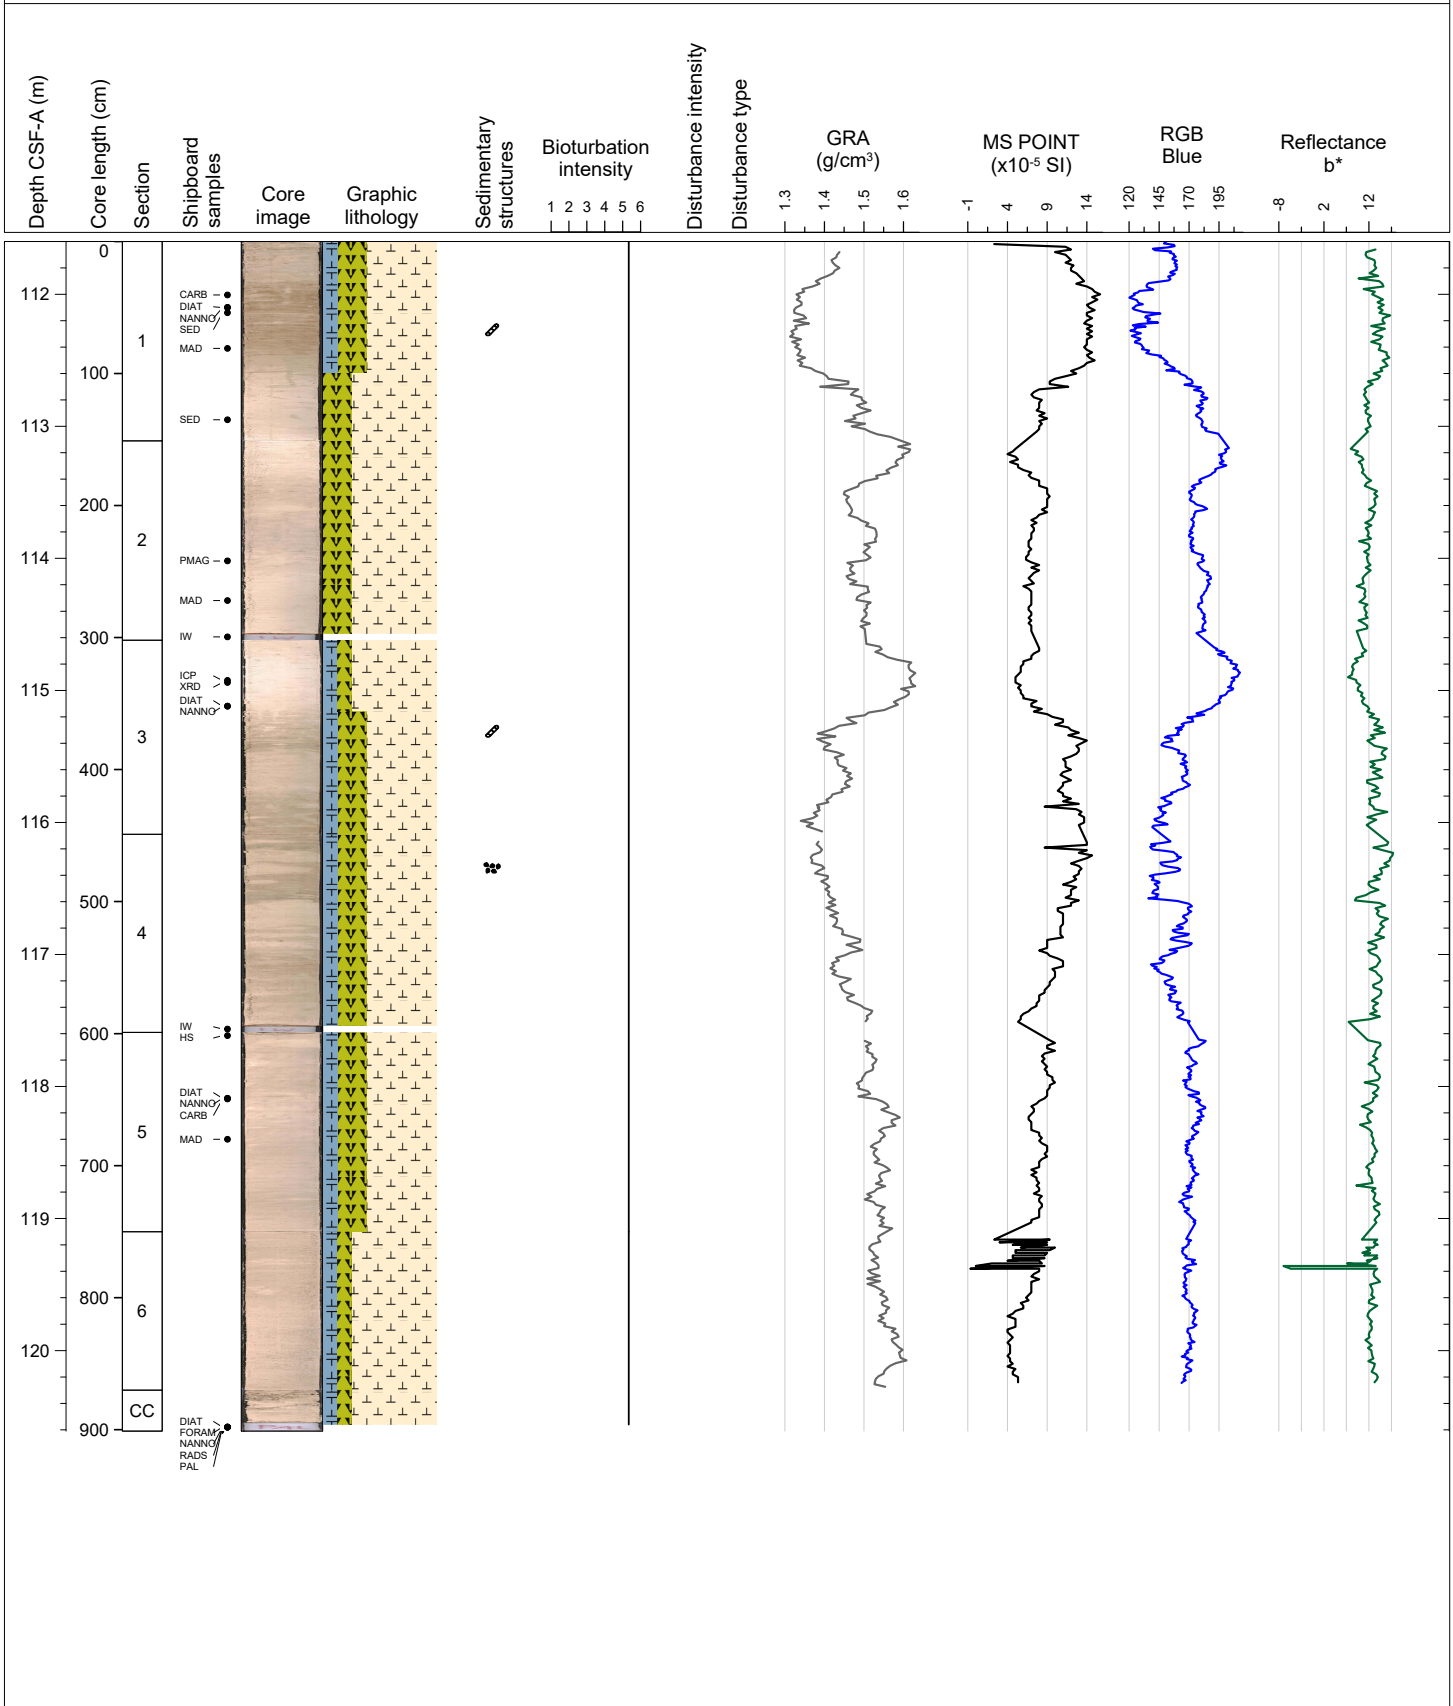 Depth CSF-A (m)
Core length (cm)
Section
Shipboard
samples
Core
image
Graphic
lithology
Sedimentary
structures
Bioturbation
intensity
1 2 3 4 5 6
Disturbance intensity
Disturbance type
GRA
(g/cm³)
1.3 1.4 1.5 1.6
MS POINT
(x10⁻⁵ SI)
-1 4 9 14
RGB
Blue
120 145 170 195
Reflectance
b*
-8 2 12
112
113
114
115
116
117
118
119
120
0
100
200
300
400
500
600
700
800
900
1
2
3
4
5
6
CC
CARB
DIAT
NANNO
SED
MAD
SED
PMAG
MAD
IW
ICP
XRD
DIAT
NANNO
IW
HS
DIAT
NANNO
CARB
MAD
DIAT
FORAM
NANNO
RADS
PAL